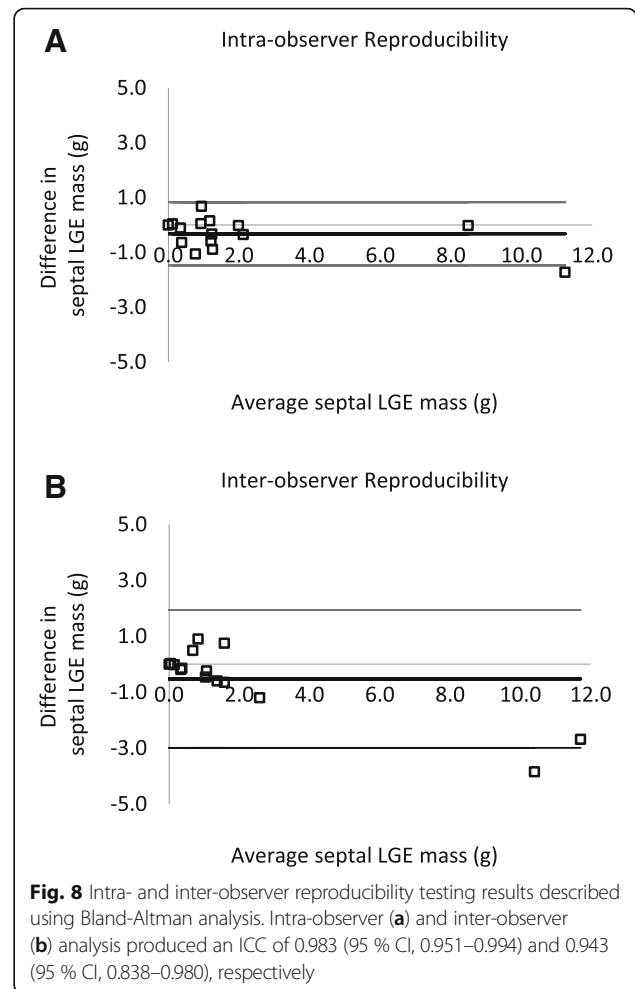 A
Intra-observer Reproducibility
Difference in
septal LGE mass (g)
5.0
3.0
1.0
-1.0
-3.0
-5.0
0.0 2.0 4.0 6.0 8.0 10.0 12.0
Average septal LGE mass (g)
B
Inter-observer Reproducibility
Difference in
septal LGE mass (g)
5.0
3.0
1.0
-1.0
-3.0
-5.0
0.0 2.0 4.0 6.0 8.0 10.0 12.0
Average septal LGE mass (g)
Fig. 8 Intra- and inter-observer reproducibility testing results described
using Bland-Altman analysis. Intra-observer (a) and inter-observer
(b) analysis produced an ICC of 0.983 (95 % CI, 0.951–0.994) and 0.943
(95 % CI, 0.838–0.980), respectively